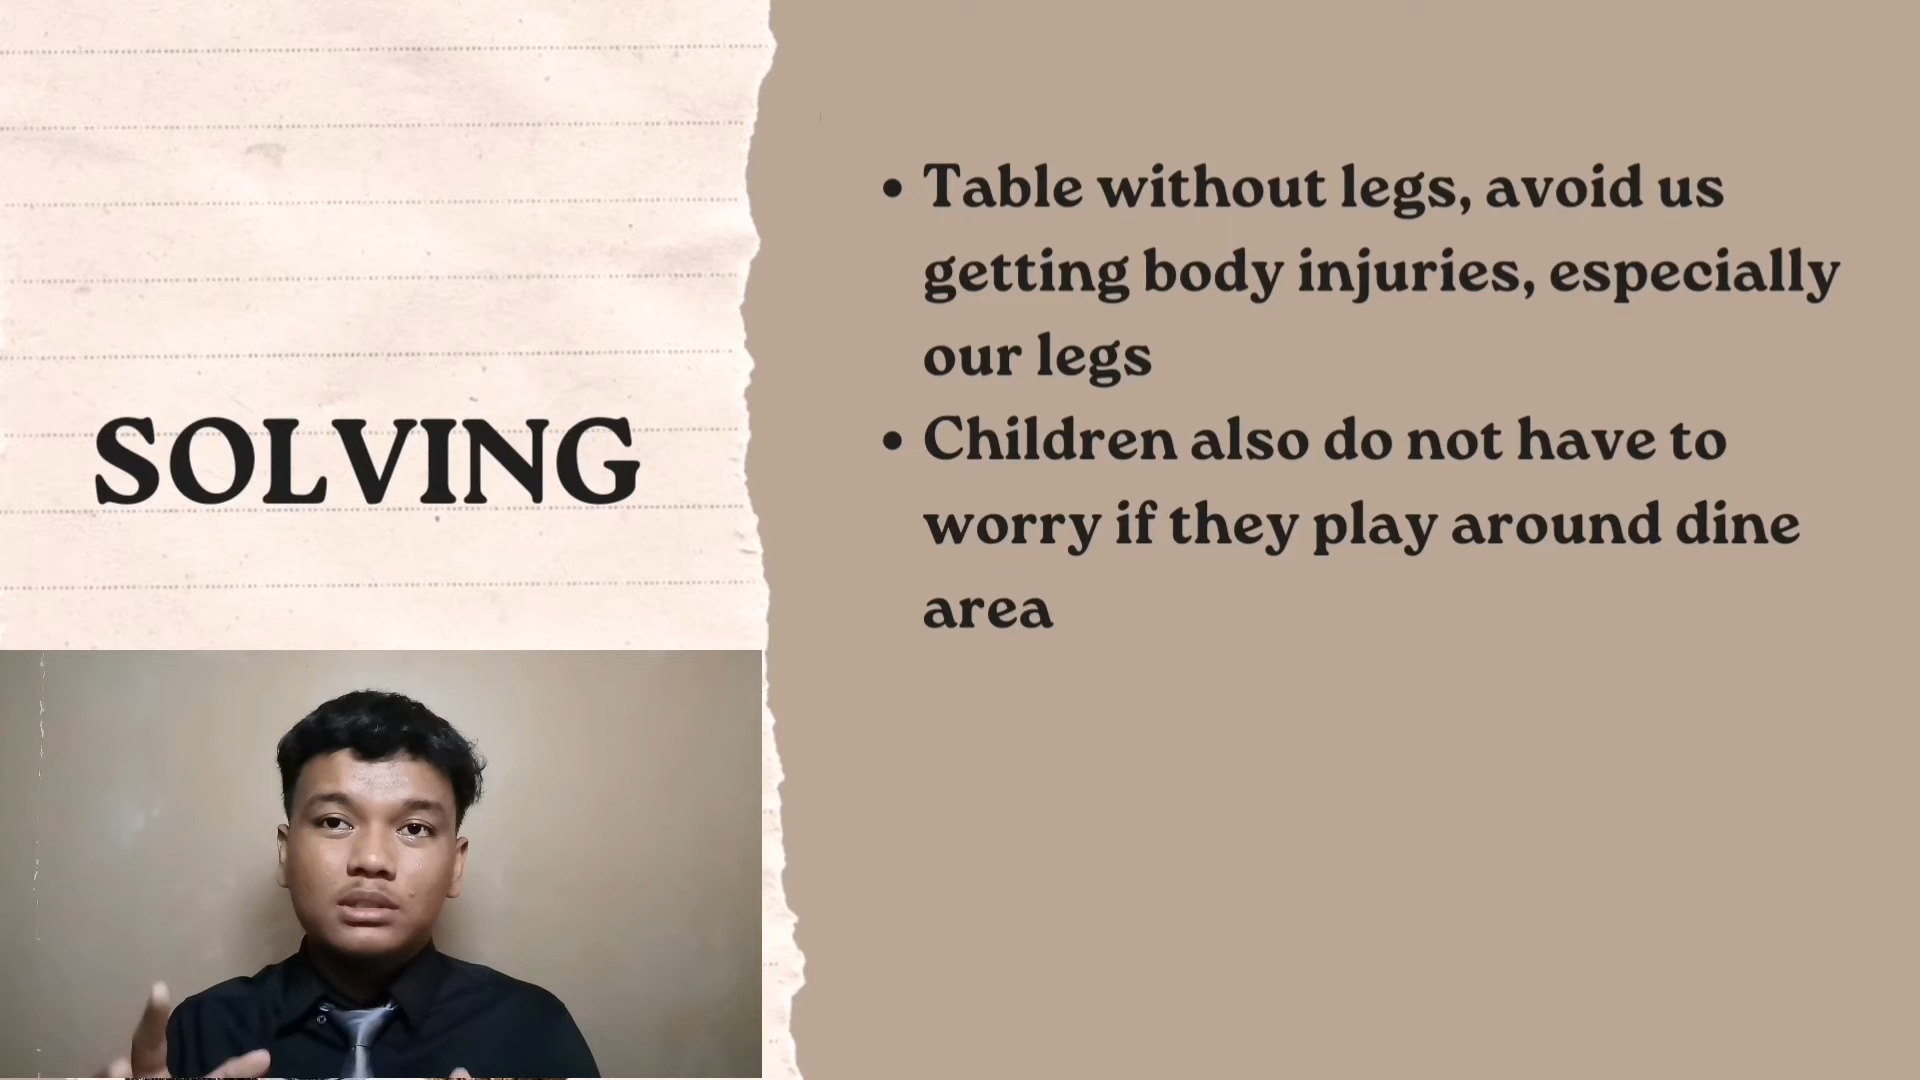 SOLVING
• Table without legs, avoid us
getting body injuries, especially
our legs
• Children also do not have to
worry if they play around dine
area